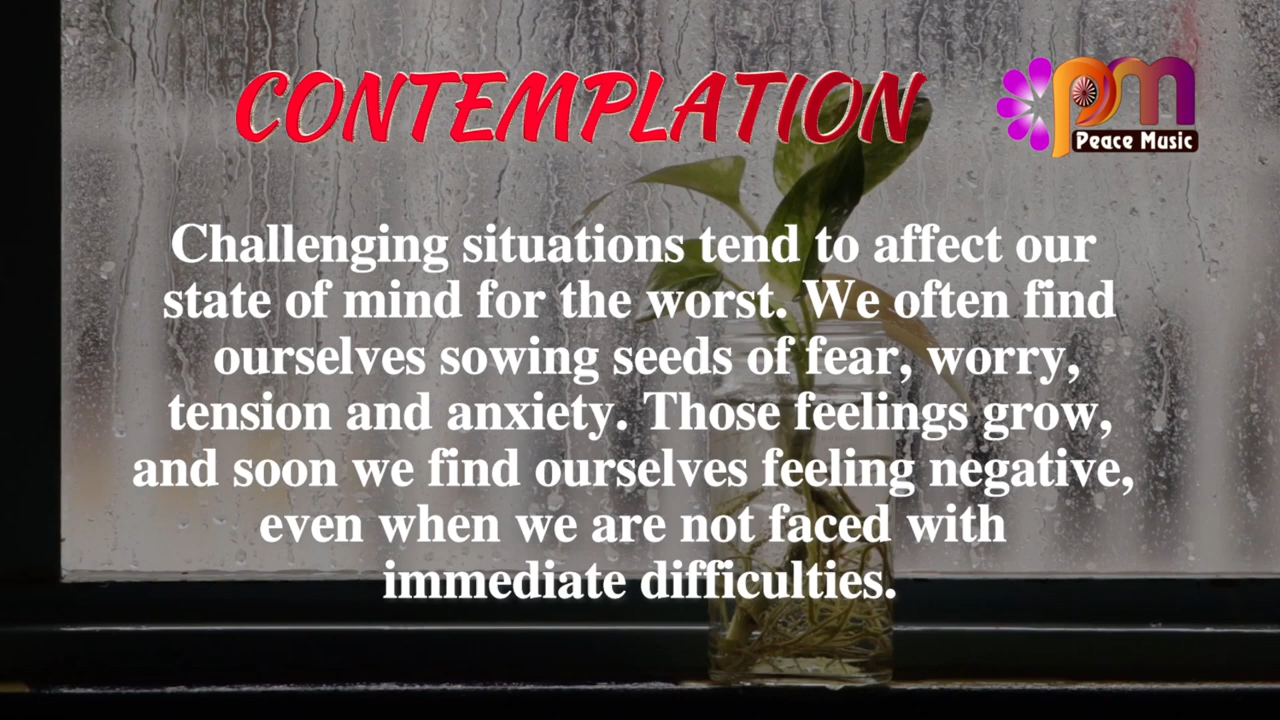 CONTEMPLATION
pm
Peace Music
Challenging situations tend to affect our
state of mind for the worst. We often find
ourselves sowing seeds of fear, worry,
tension and anxiety. Those feelings grow,
and soon we find ourselves feeling negative,
even when we are not faced with
immediate difficulties.